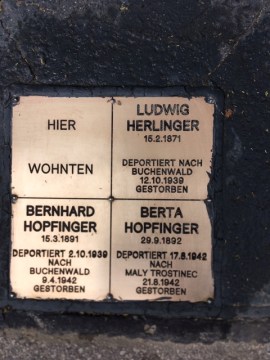 HIER
WOHNTEN
LUDWIG
HERLINGER
15.2.1871
DEPORTIERT NACH
BUCHENWALD
12.10.1939
GESTORBEN
BERNHARD
HOPFINGER
15.3.1891
DEPORTIERT 2.10.1939
NACH
BUCHENWALD
9.4.1942
GESTORBEN
BERTA
HOPFINGER
29.9.1892
DEPORTIERT 17.8.1942
NACH
MALY TROSTINEC
21.8.1942
GESTORBEN